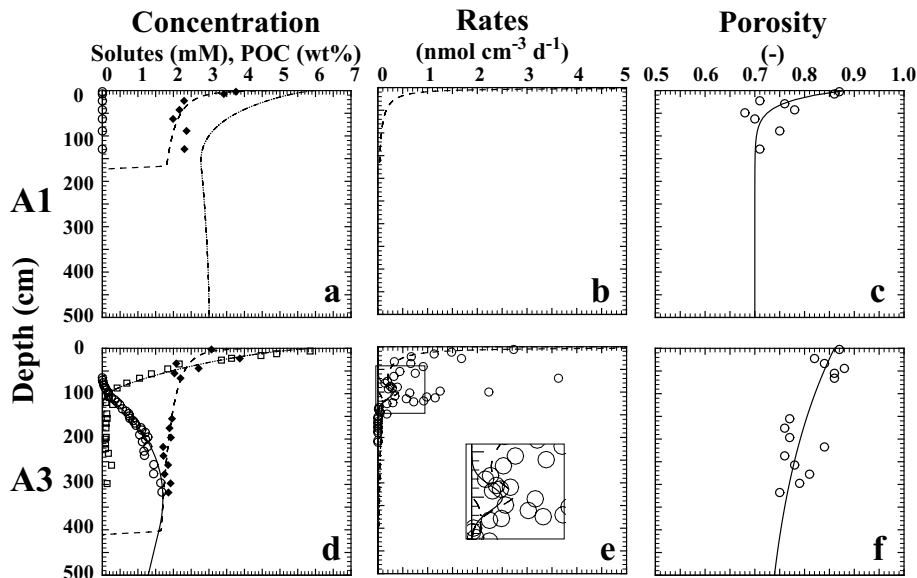 Concentration Rates Porosity
Solutes (mM), POC (wt%) (nmol cm⁻³ d⁻¹) (-)
0 1 2 3 4 5 6 7 0 1 2 3 4 5 0.5 0.6 0.7 0.8 0.9 1.0
0
100
200
300
400
500
A1
a b c
Depth (cm)
0
100
200
300
400
500
A3
d e f